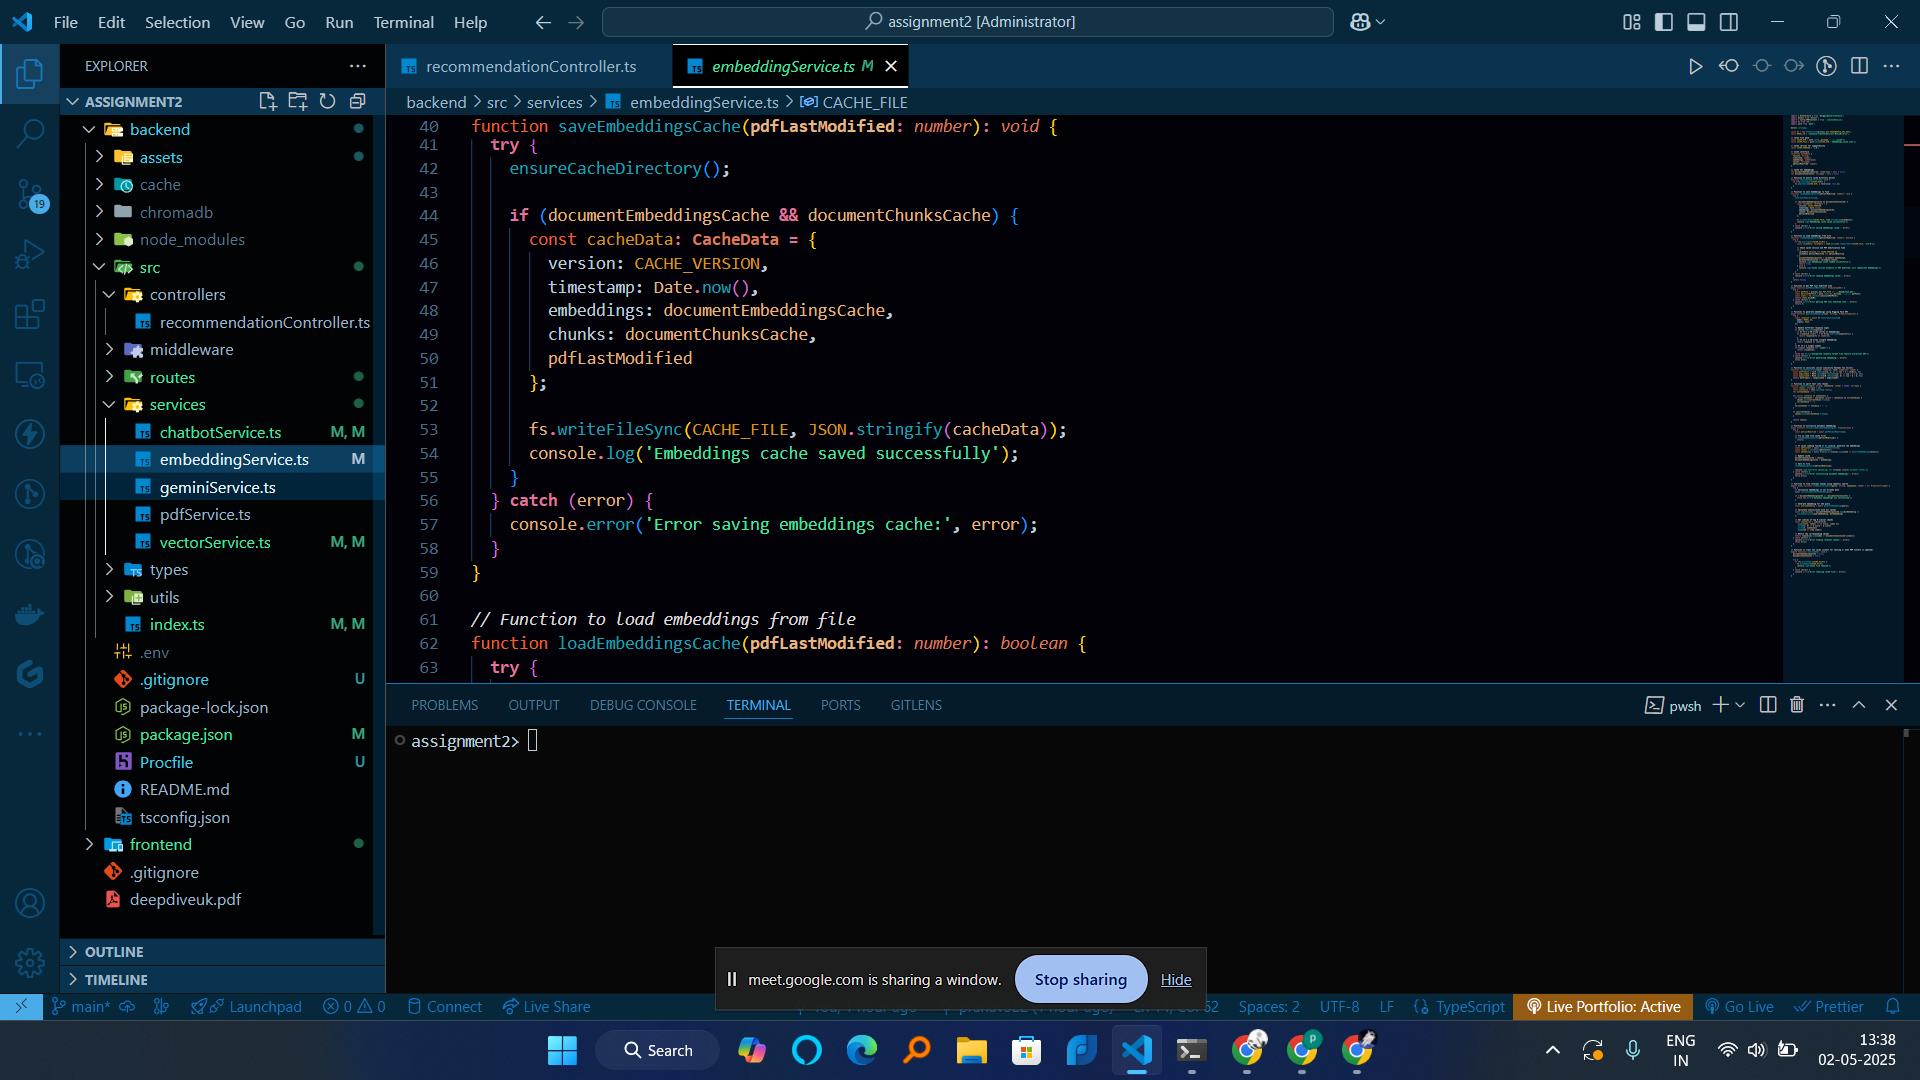 File Edit Selection View Go Run Terminal Help
assignment2 [Administrator]
EXPLORER
recommendationController.ts
embeddingService.ts M
ASSIGNMENT2
backend > src > services > embeddingService.ts > CACHE_FILE
backend
assets
cache
chromadb
node_modules
src
controllers
recommendationController.ts
middleware
routes
services
chatbotService.ts M, M
embeddingService.ts M
geminiService.ts
pdfService.ts
vectorService.ts M, M
types
utils
index.ts M, M
.env
.gitignore U
package-lock.json
package.json M
Procfile U
README.md
tsconfig.json
frontend
.gitignore
deepdiveuk.pdf
OUTLINE
TIMELINE
19
40 function saveEmbeddingsCache(pdfLastModified: number): void {
41 try {
42 ensureCacheDirectory();
43
44 if (documentEmbeddingsCache && documentChunksCache) {
45 const cacheData: CacheData = {
46 version: CACHE_VERSION,
47 timestamp: Date.now(),
48 embeddings: documentEmbeddingsCache,
49 chunks: documentChunksCache,
50 pdfLastModified
51 };
52
53 fs.writeFileSync(CACHE_FILE, JSON.stringify(cacheData));
54 console.log('Embeddings cache saved successfully');
55 }
56 } catch (error) {
57 console.error('Error saving embeddings cache:', error);
58 }
59 }
60
61 // Function to load embeddings from file
62 function loadEmbeddingsCache(pdfLastModified: number): boolean {
63 try {
PROBLEMS OUTPUT DEBUG CONSOLE TERMINAL PORTS GITLENS
pwsh
assignment2>
meet.google.com is sharing a window. Stop sharing Hide
main* Launchpad 0 0 Connect Live Share Spaces: 2 UTF-8 LF {} TypeScript Live Portfolio: Active Go Live Prettier
Search
ENG
IN
13:38
02-05-2025